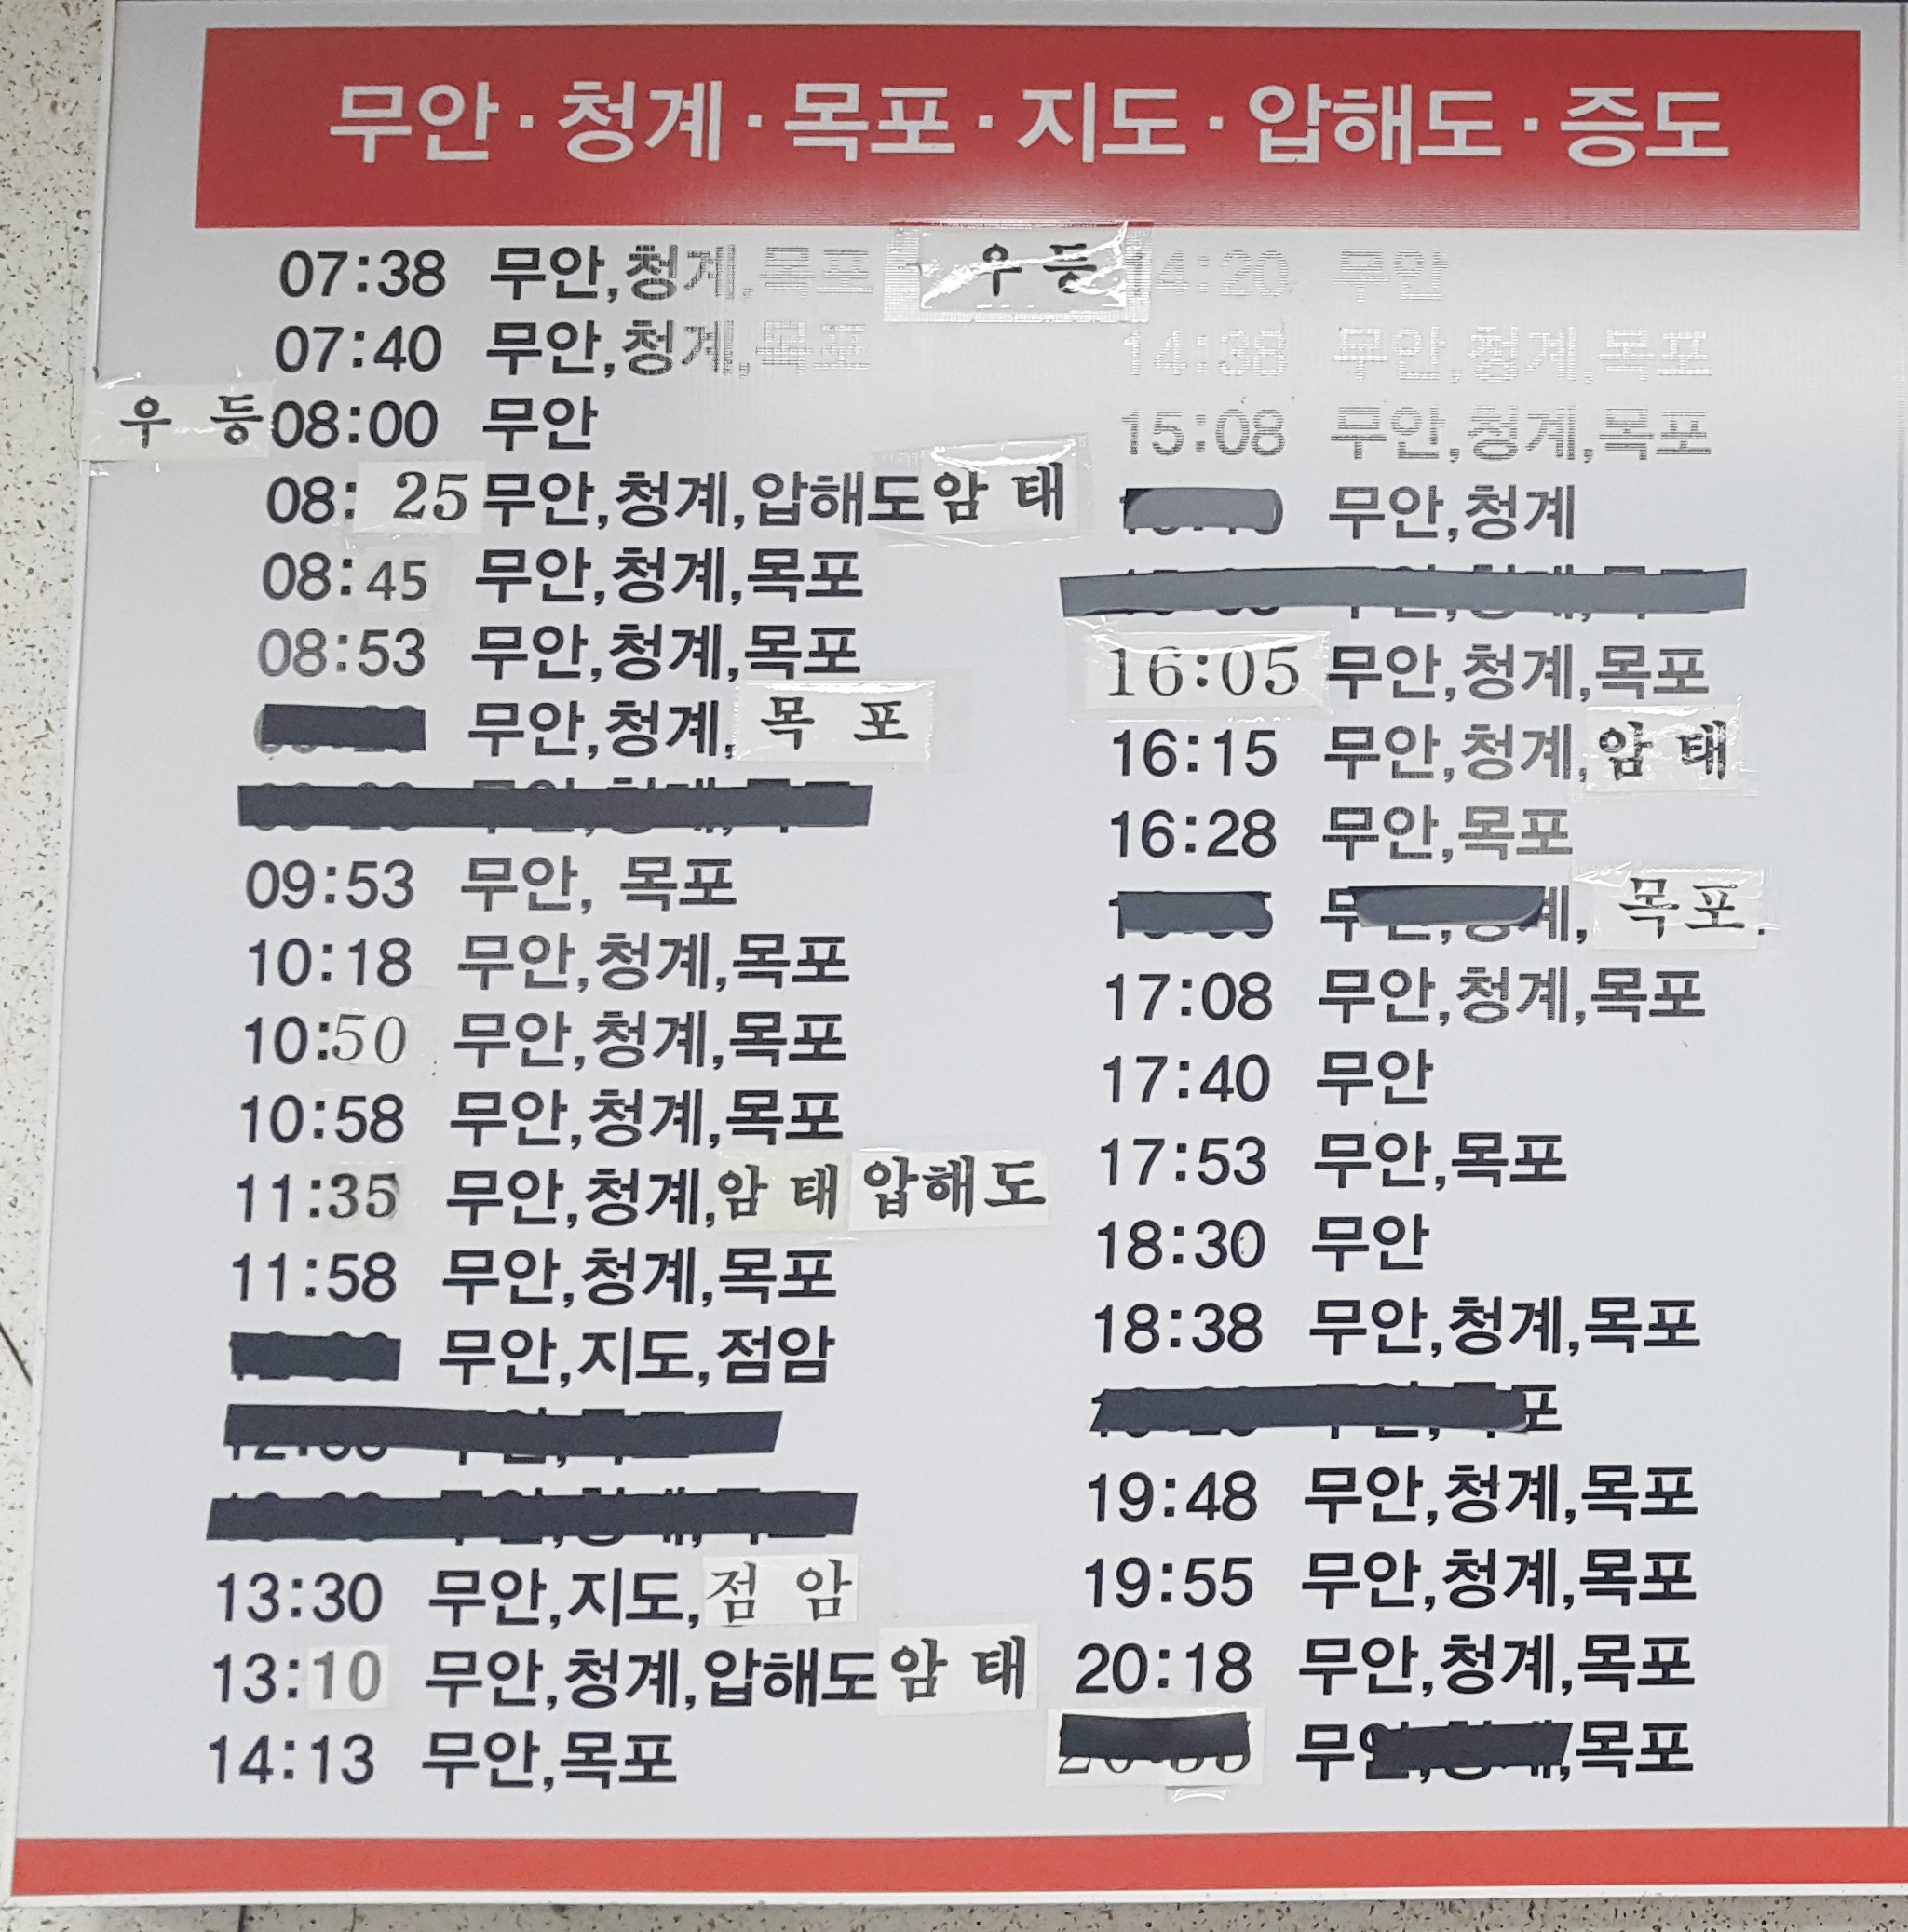 무안·청계·목포·지도·압해도·증도
07:38 무안,청계,목포
07:40 무안,청계,목포
우 등 08:00 무안
08: 25 무안,청계,압해도 암 태
08:45 무안,청계,목포
08:53 무안,청계,목포
무안,청계, 목 포
09:53 무안, 목포
10:18 무안,청계,목포
10:50 무안,청계,목포
10:58 무안,청계,목포
11:35 무안,청계,암 태 압해도
11:58 무안,청계,목포
무안,지도,점암
13:30 무안,지도,점 암
13:10 무안,청계,압해도 암 태
14:13 무안,목포
우 등 14:20 무안
14:38 무안,청계,목포
15:08 무안,청계,목포
무안,청계
16:05 무안,청계,목포
16:15 무안,청계,암 태
16:28 무안,목포
목포
17:08 무안,청계,목포
17:40 무안
17:53 무안,목포
18:30 무안
18:38 무안,청계,목포
19:48 무안,청계,목포
19:55 무안,청계,목포
20:18 무안,청계,목포
목포